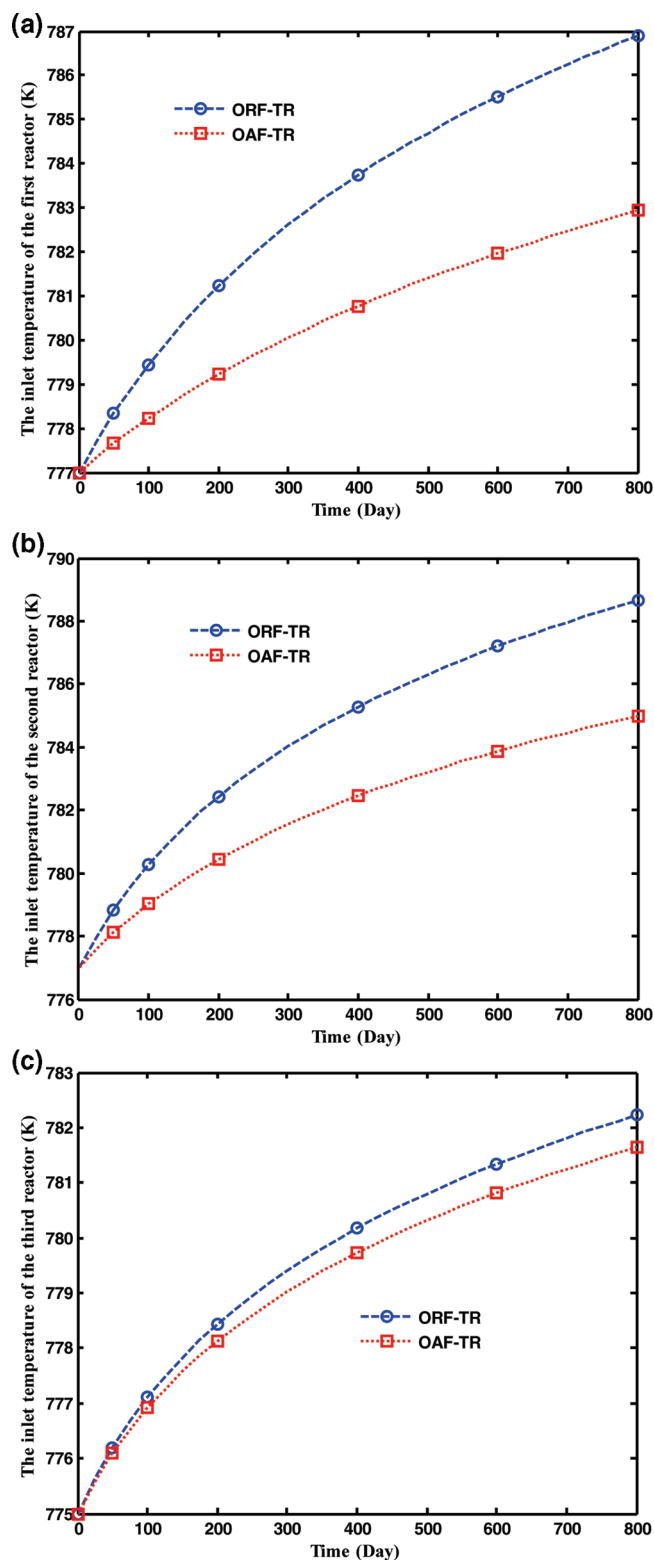 (a)
787
786
785
784
783
782
781
780
779
778
777
The inlet temperature of the first reactor (K)
ORF-TR
OAF-TR
0 100 200 300 400 500 600 700 800
Time (Day)
(b)
790
788
786
784
782
780
778
776
The inlet temperature of the second reactor (K)
ORF-TR
OAF-TR
0 100 200 300 400 500 600 700 800
Time (Day)
(c)
783
782
781
780
779
778
777
776
775
The inlet temperature of the third reactor (K)
ORF-TR
OAF-TR
0 100 200 300 400 500 600 700 800
Time (Day)